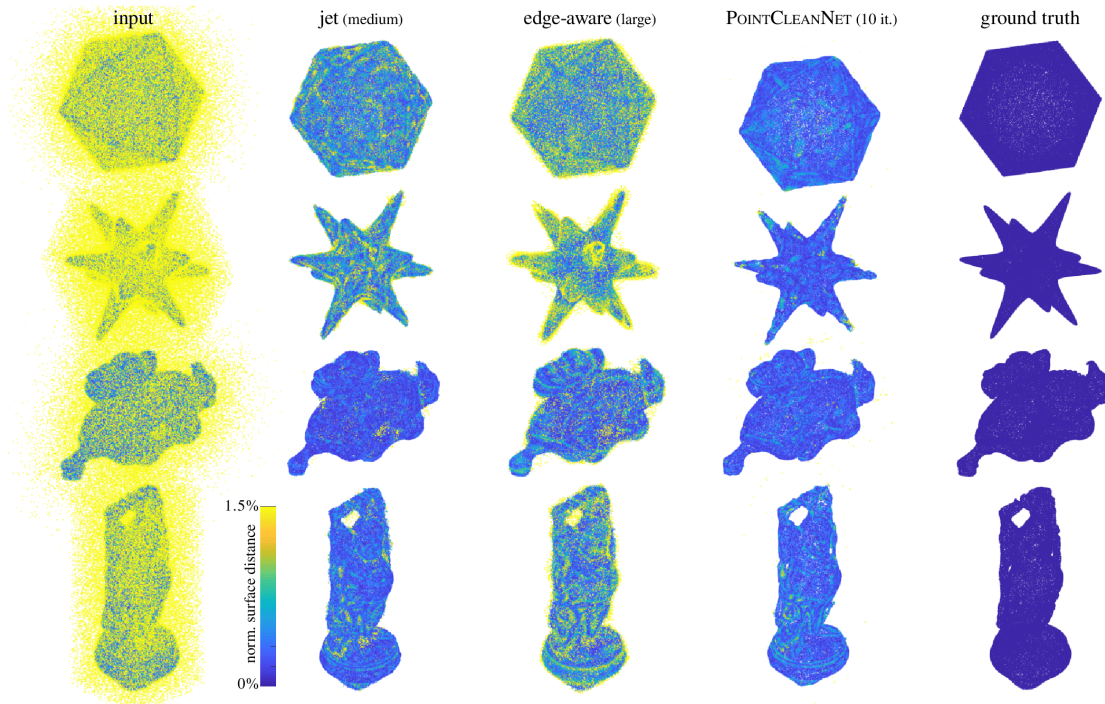 input
jet (medium)
edge-aware (large)
POINTCLEANNET (10 it.)
ground truth
1.5%
norm. surface distance
0%